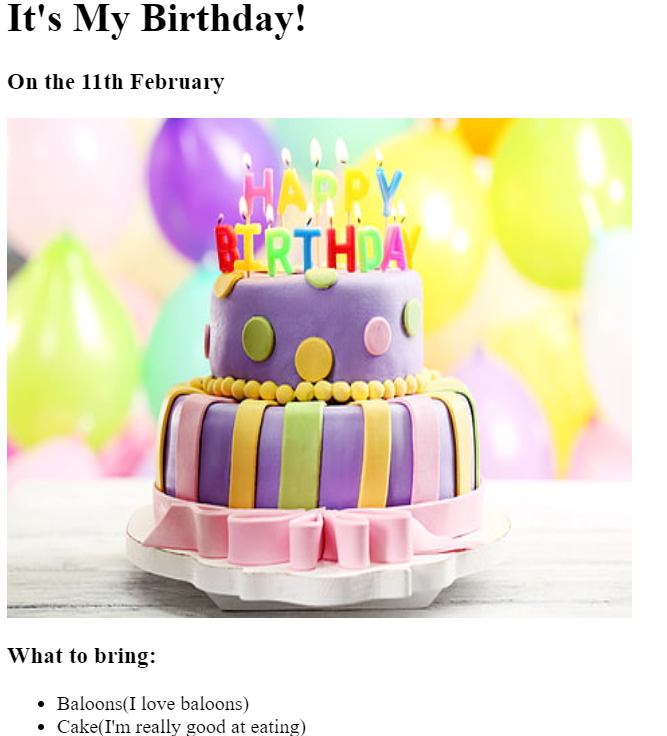 It's My Birthday!
On the 11th February
HAPPY
BIRTHDAY
What to bring:
Baloons(I love baloons)
Cake(I'm really good at eating)